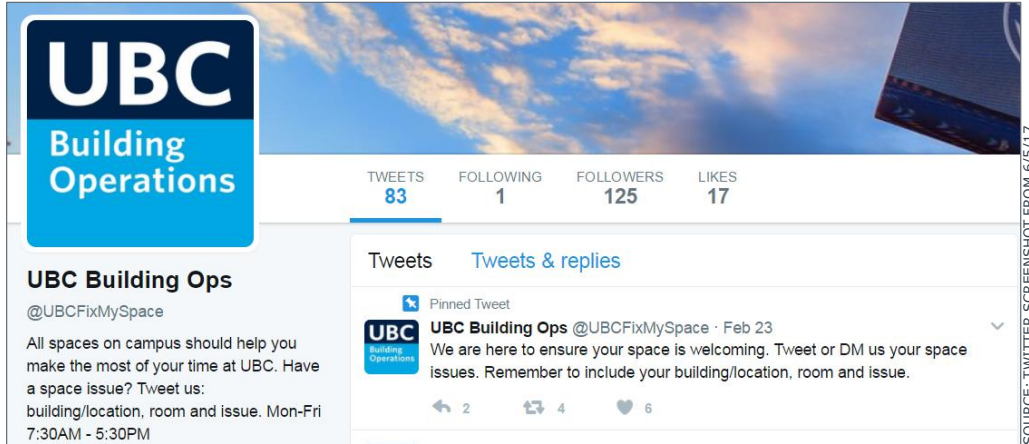 UBC
Building
Operations
TWEETS
83
FOLLOWING
1
FOLLOWERS
125
LIKES
17
UBC Building Ops
@UBCFixMySpace
All spaces on campus should help you
make the most of your time at UBC. Have
a space issue? Tweet us:
building/location, room and issue. Mon-Fri
7:30AM - 5:30PM
Tweets Tweets & replies
Pinned Tweet
UBC
Building
Operations
UBC Building Ops @UBCFixMySpace · Feb 23
We are here to ensure your space is welcoming. Tweet or DM us your space
issues. Remember to include your building/location, room and issue.
2 4 6
SOURCE: TWITTER SCREENSHOT FROM 6/5/17